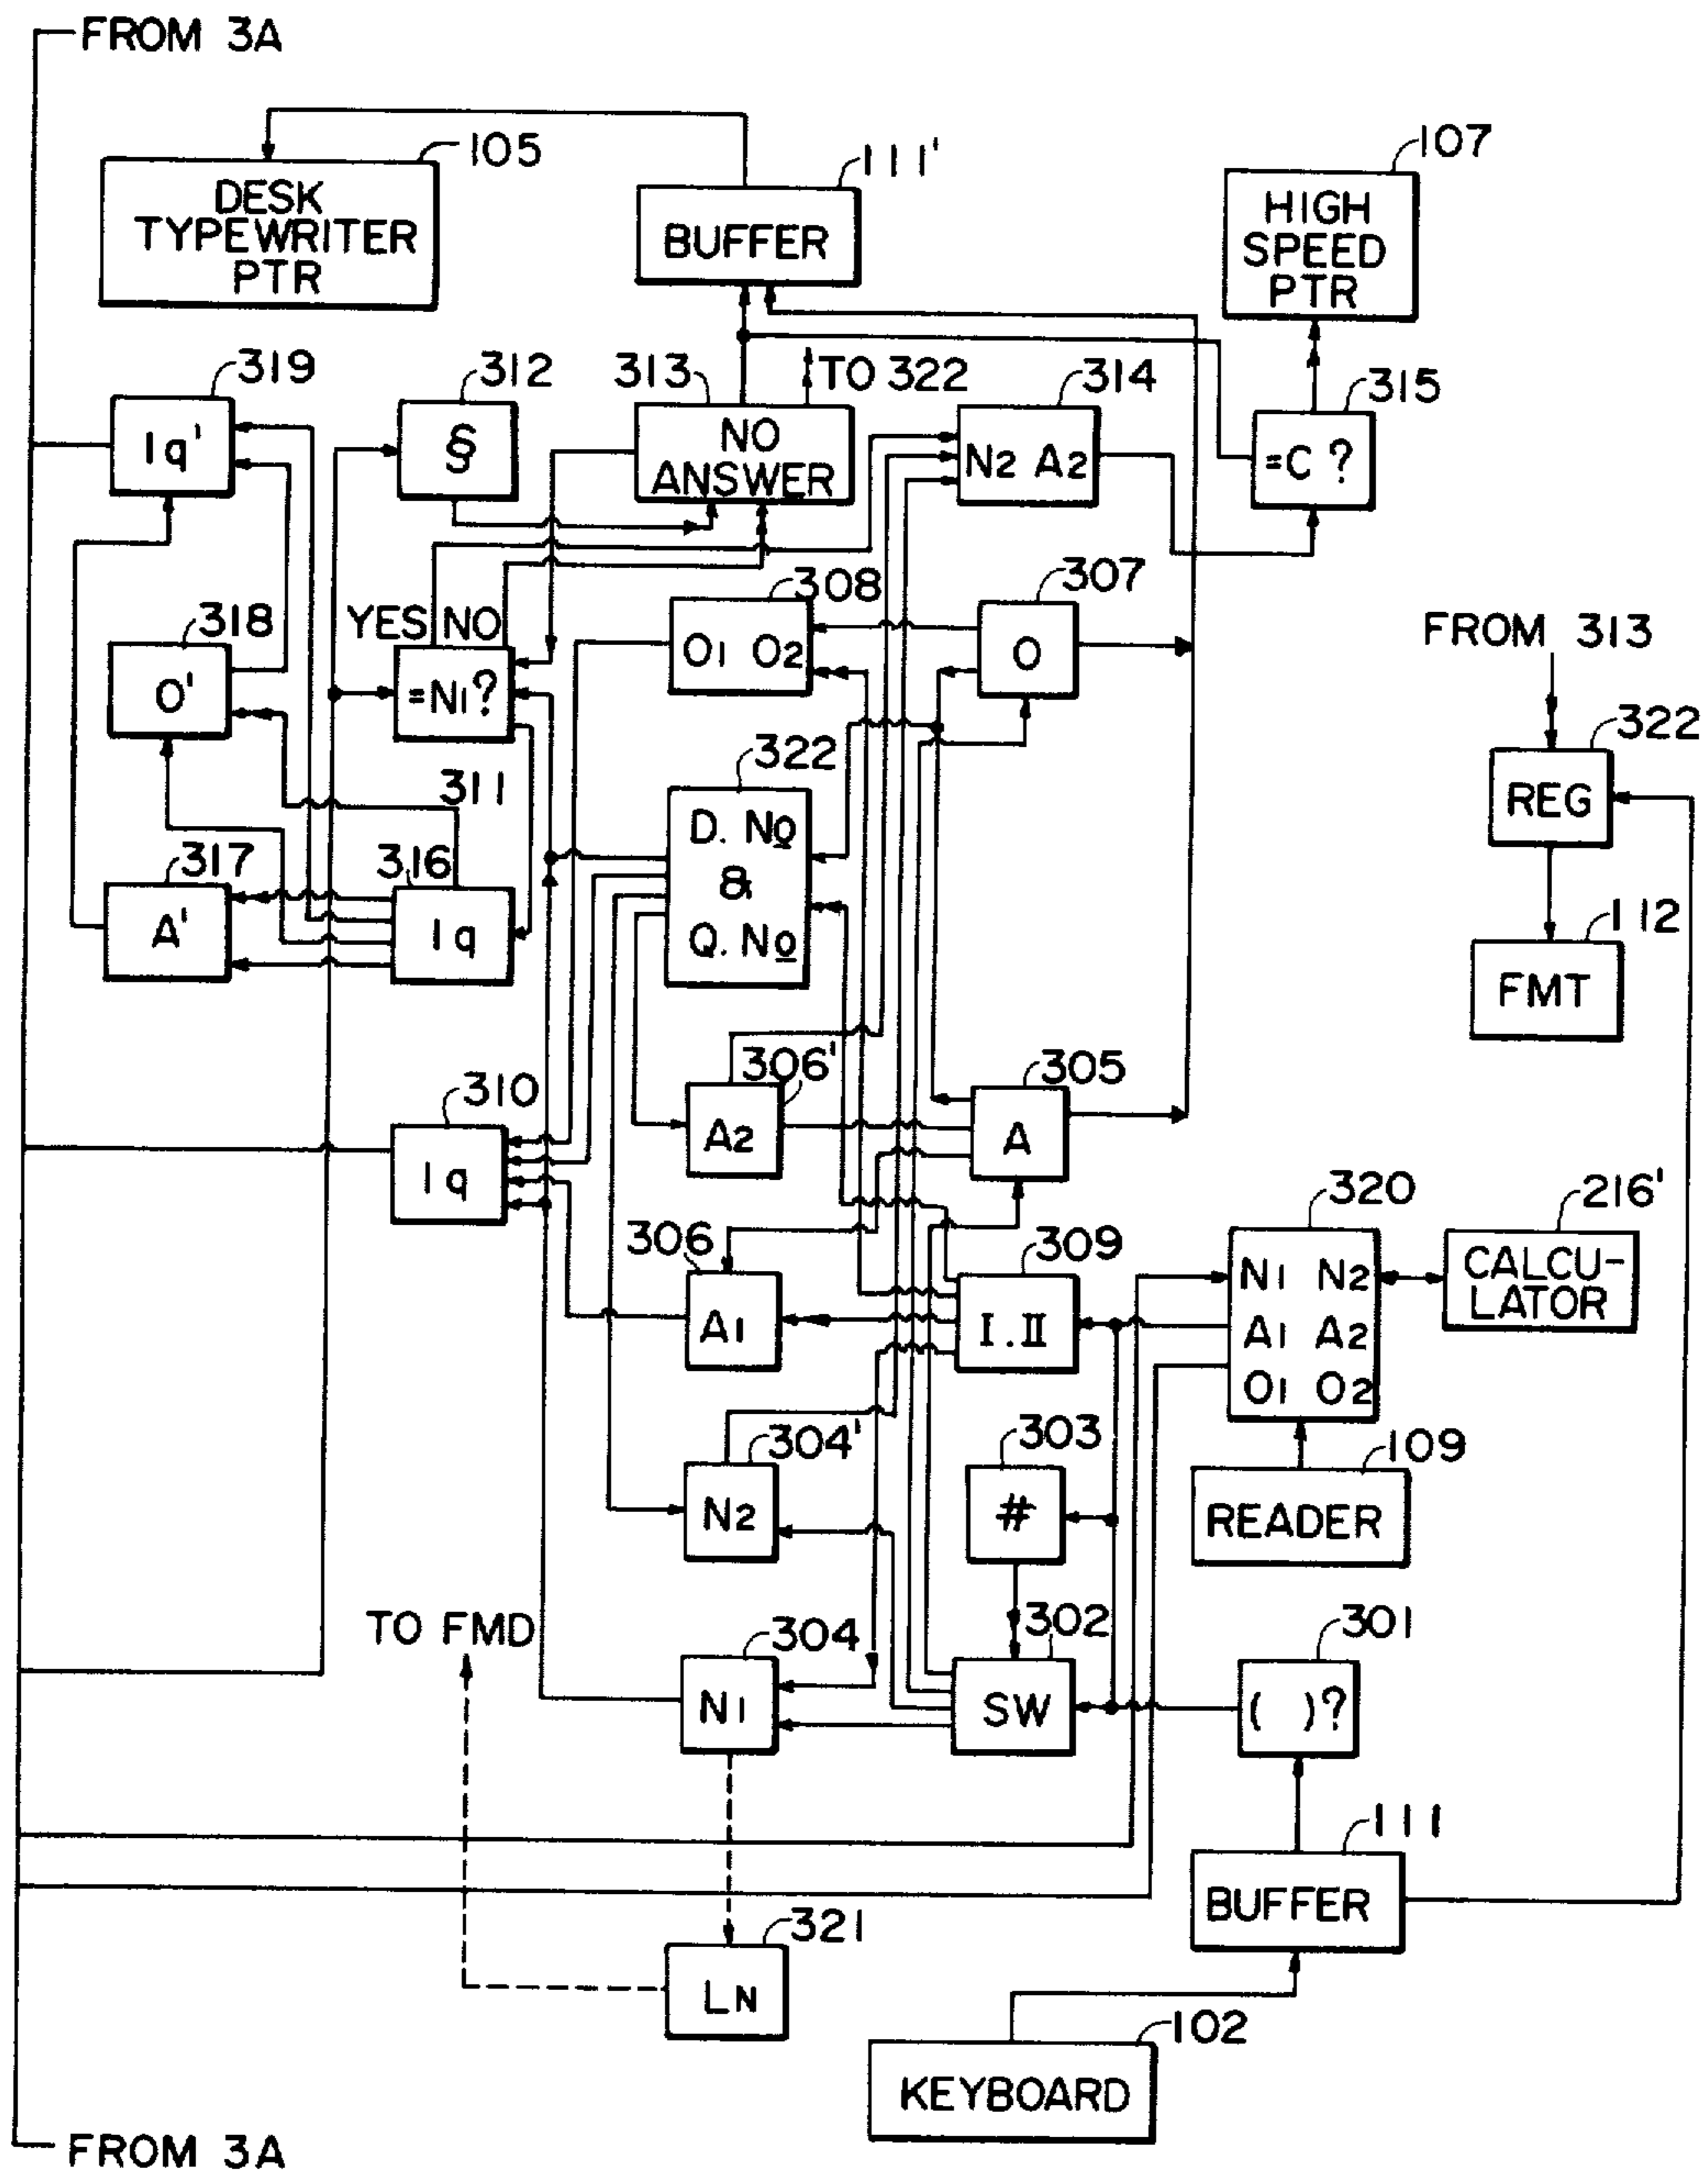 FROM 3A
105
111'
107
DESK
TYPEWRITER
PTR
BUFFER
HIGH
SPEED
PTR
319
312
313
TO 322
314
315
Iq'
§
NO
ANSWER
N2 A2
=C ?
318
YES NO
308
307
FROM 313
O'
=N1?
O1 O2
O
322
311
322
D. No
&
Q. No
REG
317
316
A'
Iq
112
FMT
310
306'
305
Iq
A2
A
320
216'
306
309
N1 N2
A1 A2
O1 O2
CALCU-
LATOR
A1
I.II
304'
303
109
N2
#
READER
TO FMD
304
302
301
N1
SW
( )?
111
BUFFER
321
LN
102
KEYBOARD
FROM 3A